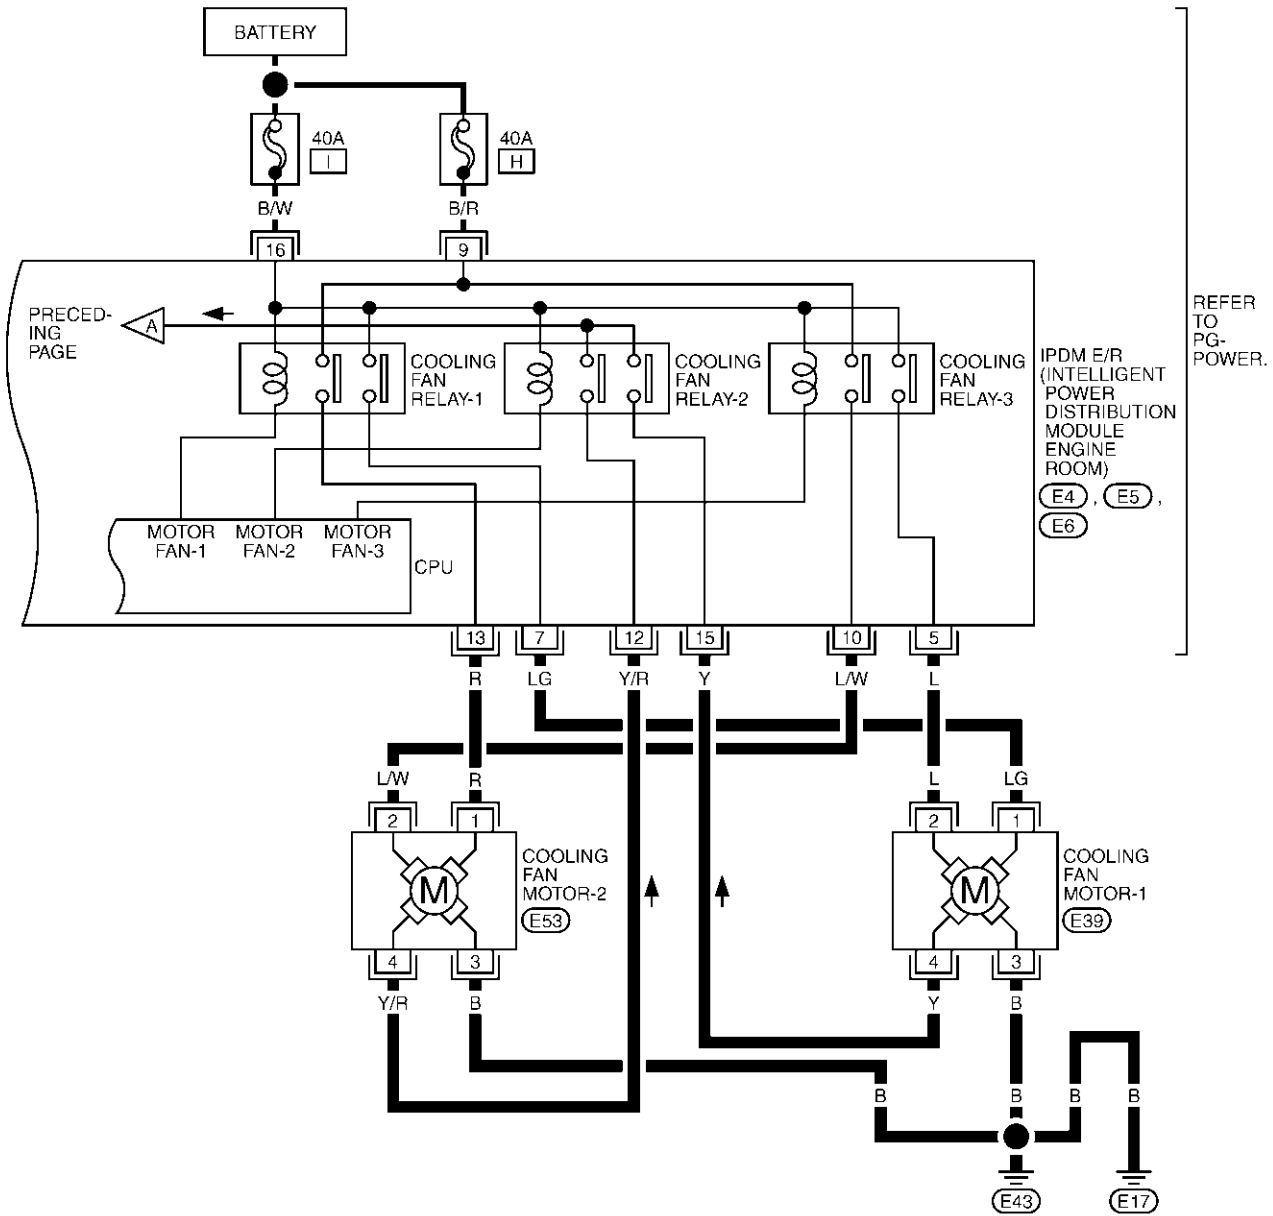 BATTERY
40A
I
40A
H
B/W
B/R
16
9
PRECED-
ING
PAGE
A
COOLING
FAN
RELAY-1
COOLING
FAN
RELAY-2
COOLING
FAN
RELAY-3
IPDM E/R
(INTELLIGENT
POWER
DISTRIBUTION
MODULE
ENGINE
ROOM)
E4 , E5 ,
E6
REFER
TO
PG-
POWER.
MOTOR
FAN-1
MOTOR
FAN-2
MOTOR
FAN-3
CPU
13
7
12
15
10
5
R
LG
Y/R
Y
L/W
L
L/W
R
L
LG
2
1
2
1
M
COOLING
FAN
MOTOR-2
E53
M
COOLING
FAN
MOTOR-1
E39
4
3
4
3
Y/R
B
Y
B
B
B
B
B
E43
E17